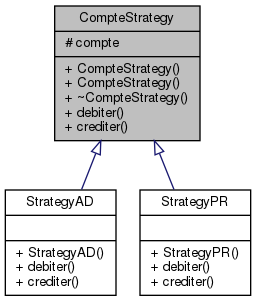 CompteStrategy
# compte
+ CompteStrategy()
+ CompteStrategy()
+ ~CompteStrategy()
+ debiter()
+ crediter()
StrategyAD
+ StrategyAD()
+ debiter()
+ crediter()
StrategyPR
+ StrategyPR()
+ debiter()
+ crediter()